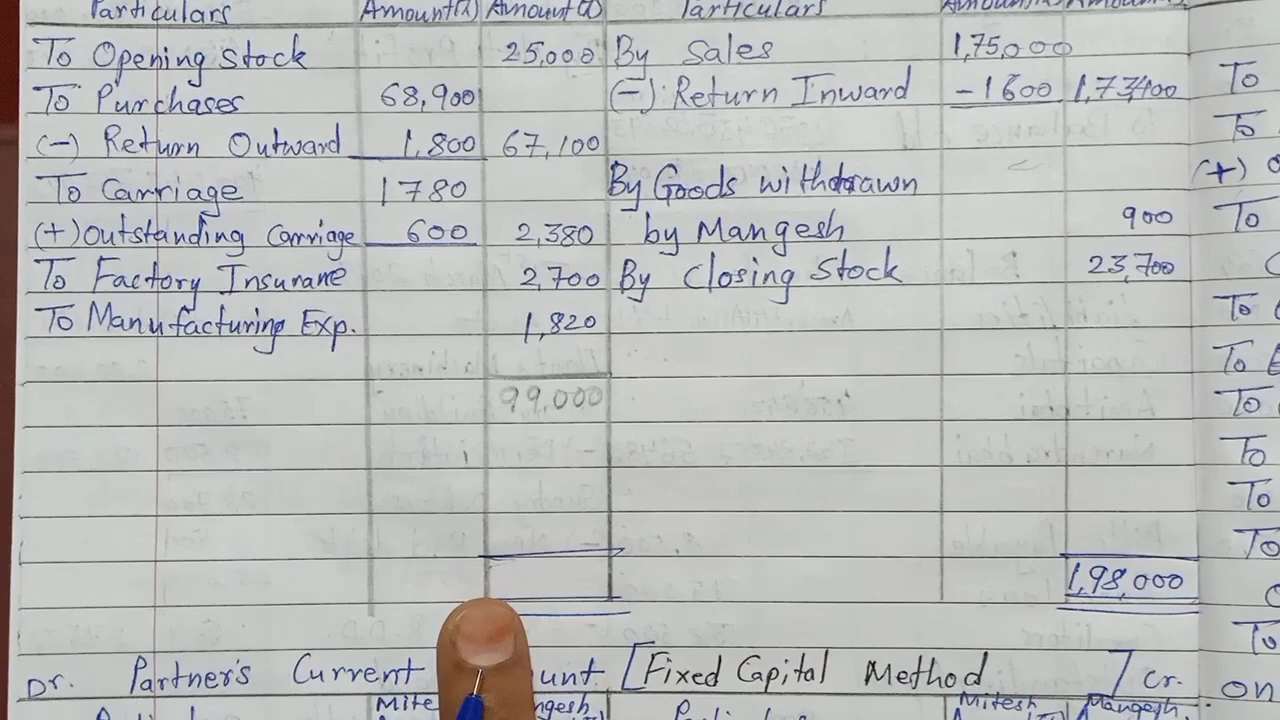 Particulars Amount(₹) Amount(₹) Particulars
To Opening Stock 25,000 By Sales 1,75,000
To Purchases 68,900 (-) Return Inward - 1600 1,73,400 To
(-) Return Outward 1,800 67,100 To
To Carriage 1780 By Goods withdrawn (+)
(+) Outstanding Carriage 600 2,380 by Mangesh 900 To
To Factory Insurane 2,700 By Closing Stock 23,700
To Manufacturing Exp. 1,820 To
To
99,000 To
To
To
To
1,98,000
To
Dr. Partner's Current unt [Fixed Capital Method ] Cr. on
Mite ngesh Mitesh Mangesh